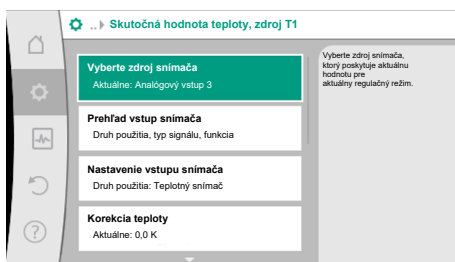 .. Skutočná hodnota teploty, zdroj T1
Vyberte zdroj snímača
Aktuálne: Analógový vstup 3
Prehľad vstup snímača
Druh použitia, typ signálu, funkcia
Nastavenie vstupu snímača
Druh použitia: Teplotný snímač
Korekcia teploty
Aktuálne: 0,0 K
Vyberte zdroj snímača,
ktorý poskytuje aktuálnu
hodnotu pre
aktuálny regulačný režim.
?